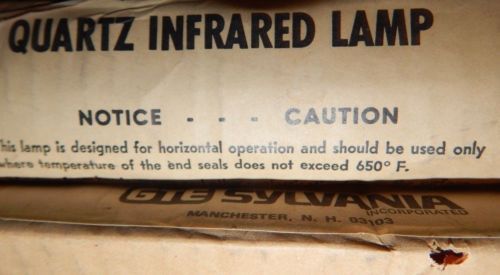 QUARTZ INFRARED LAMP
NOTICE - - - CAUTION
This lamp is designed for horizontal operation and should be used only
where temperature of the end seals does not exceed 650° F.
GTE SYLVANIA
INCORPORATED
MANCHESTER, N. H. 03103